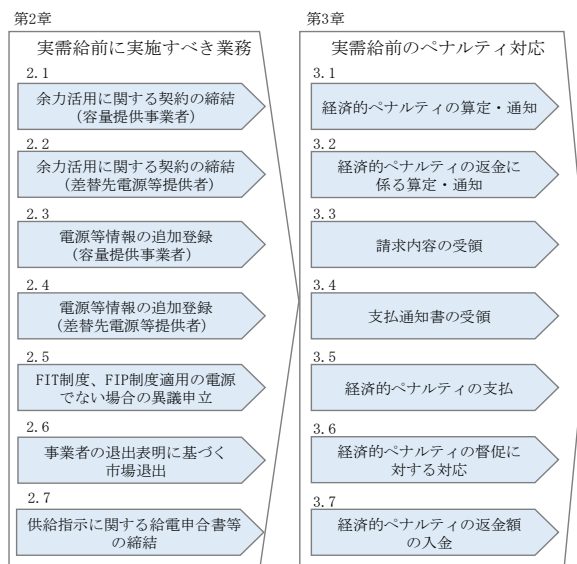 第2章
実需給前に実施すべき業務
2.1
余力活用に関する契約の締結
(容量提供事業者)
2.2
余力活用に関する契約の締結
(差替先電源等提供者)
2.3
電源等情報の追加登録
(容量提供事業者)
2.4
電源等情報の追加登録
(差替先電源等提供者)
2.5
FIT制度、FIP制度適用の電源
でない場合の異議申立
2.6
事業者の退出表明に基づく
市場退出
2.7
供給指示に関する給電申合書等
の締結
第3章
実需給前のペナルティ対応
3.1
経済的ペナルティの算定・通知
3.2
経済的ペナルティの返金に
係る算定・通知
3.3
請求内容の受領
3.4
支払通知書の受領
3.5
経済的ペナルティの支払
3.6
経済的ペナルティの督促に
対する対応
3.7
経済的ペナルティの返金額
の入金